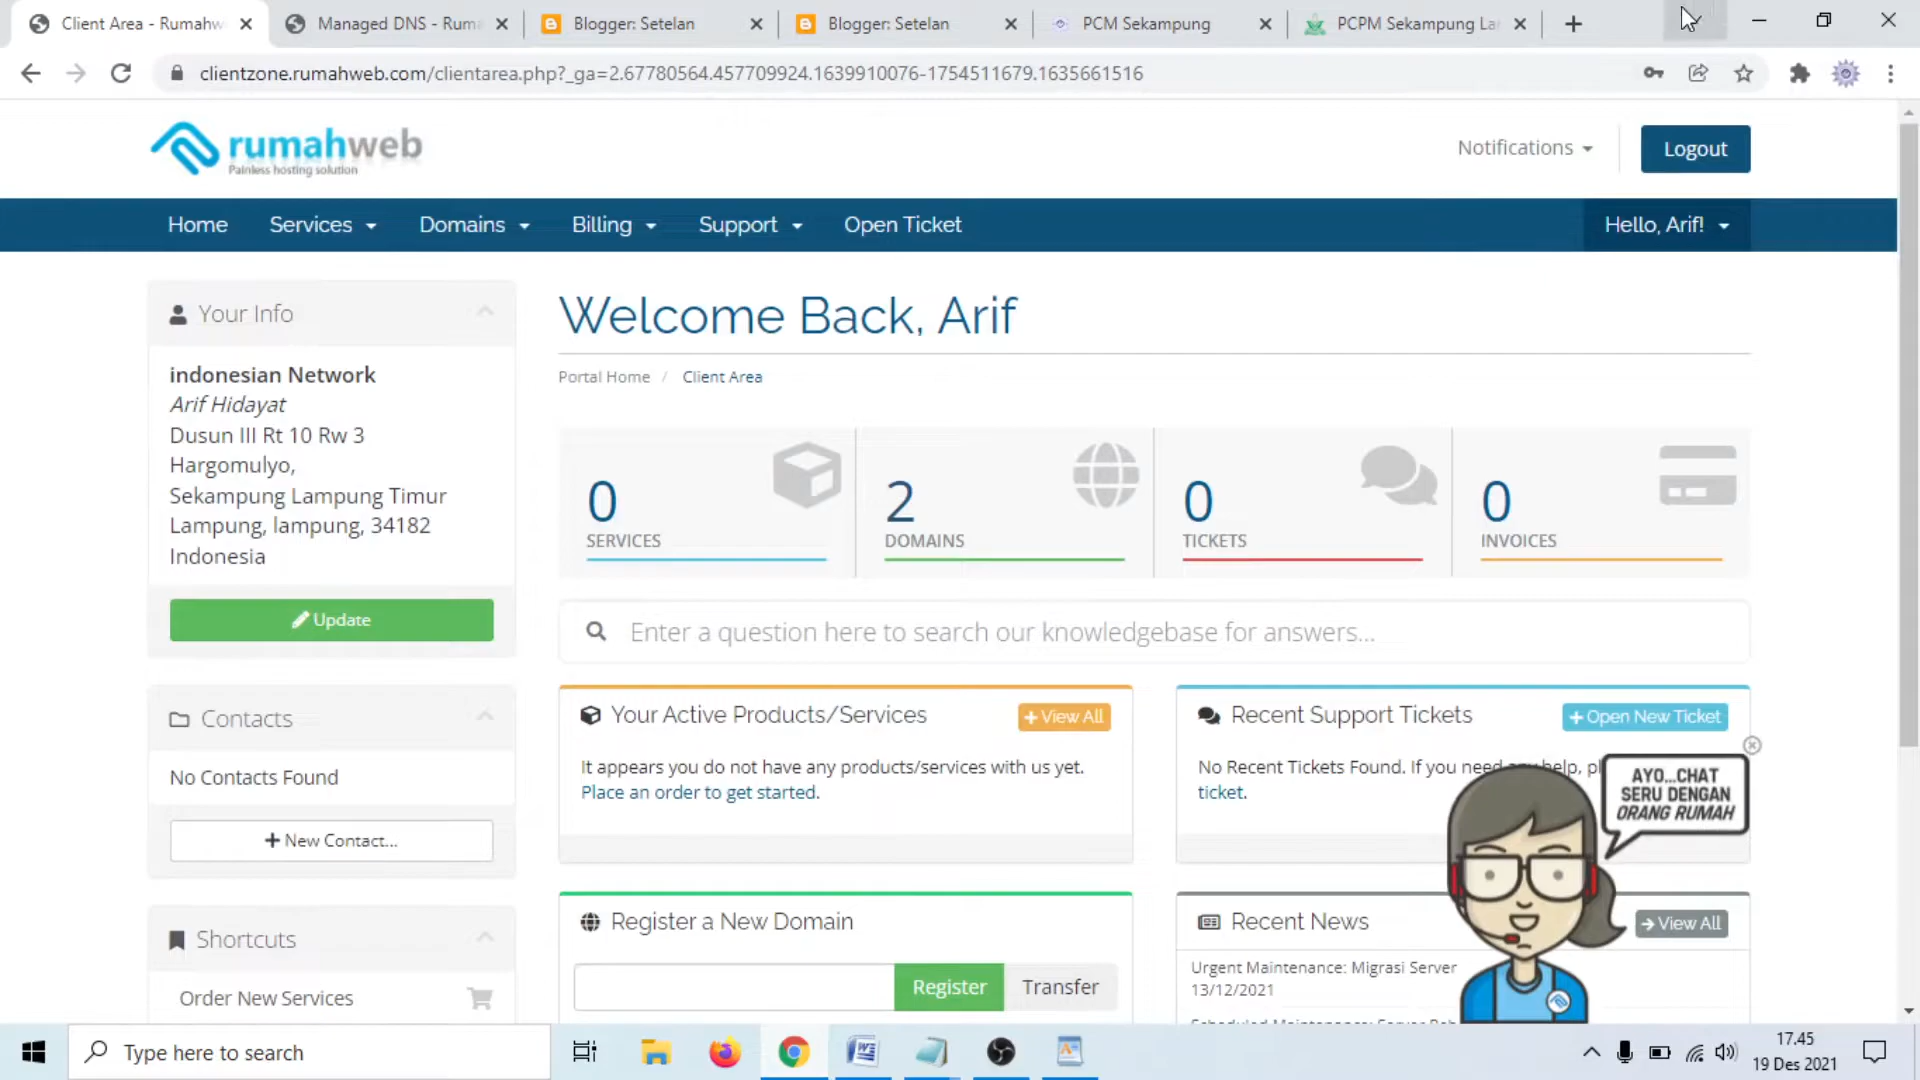 Client Area - Rumahw
Managed DNS - Rum
Blogger: Setelan
Blogger: Setelan
PCM Sekampung
PCPM Sekampung La
clientzone.rumahweb.com/clientarea.php?_ga=2.67780564.457709924.1639910076-1754511679.1635661516
rumahweb
Painless hosting solution
Notifications
Logout
Home
Services
Domains
Billing
Support
Open Ticket
Hello, Arif!
Your Info
indonesian Network
Arif Hidayat
Dusun III Rt 10 Rw 3
Hargomulyo,
Sekampung Lampung Timur
Lampung, lampung, 34182
Indonesia
Update
Contacts
No Contacts Found
+ New Contact...
Shortcuts
Order New Services
Welcome Back, Arif
Portal Home / Client Area
0
SERVICES
2
DOMAINS
0
TICKETS
0
INVOICES
Enter a question here to search our knowledgebase for answers...
Your Active Products/Services
+ View All
It appears you do not have any products/services with us yet.
Place an order to get started.
Recent Support Tickets
+ Open New Ticket
No Recent Tickets Found. If you need any help, pl
ticket.
AYO...CHAT
SERU DENGAN
ORANG RUMAH
Register a New Domain
Register
Transfer
Recent News
View All
Urgent Maintenance: Migrasi Server
13/12/2021
Type here to search
17.45
19 Des 2021